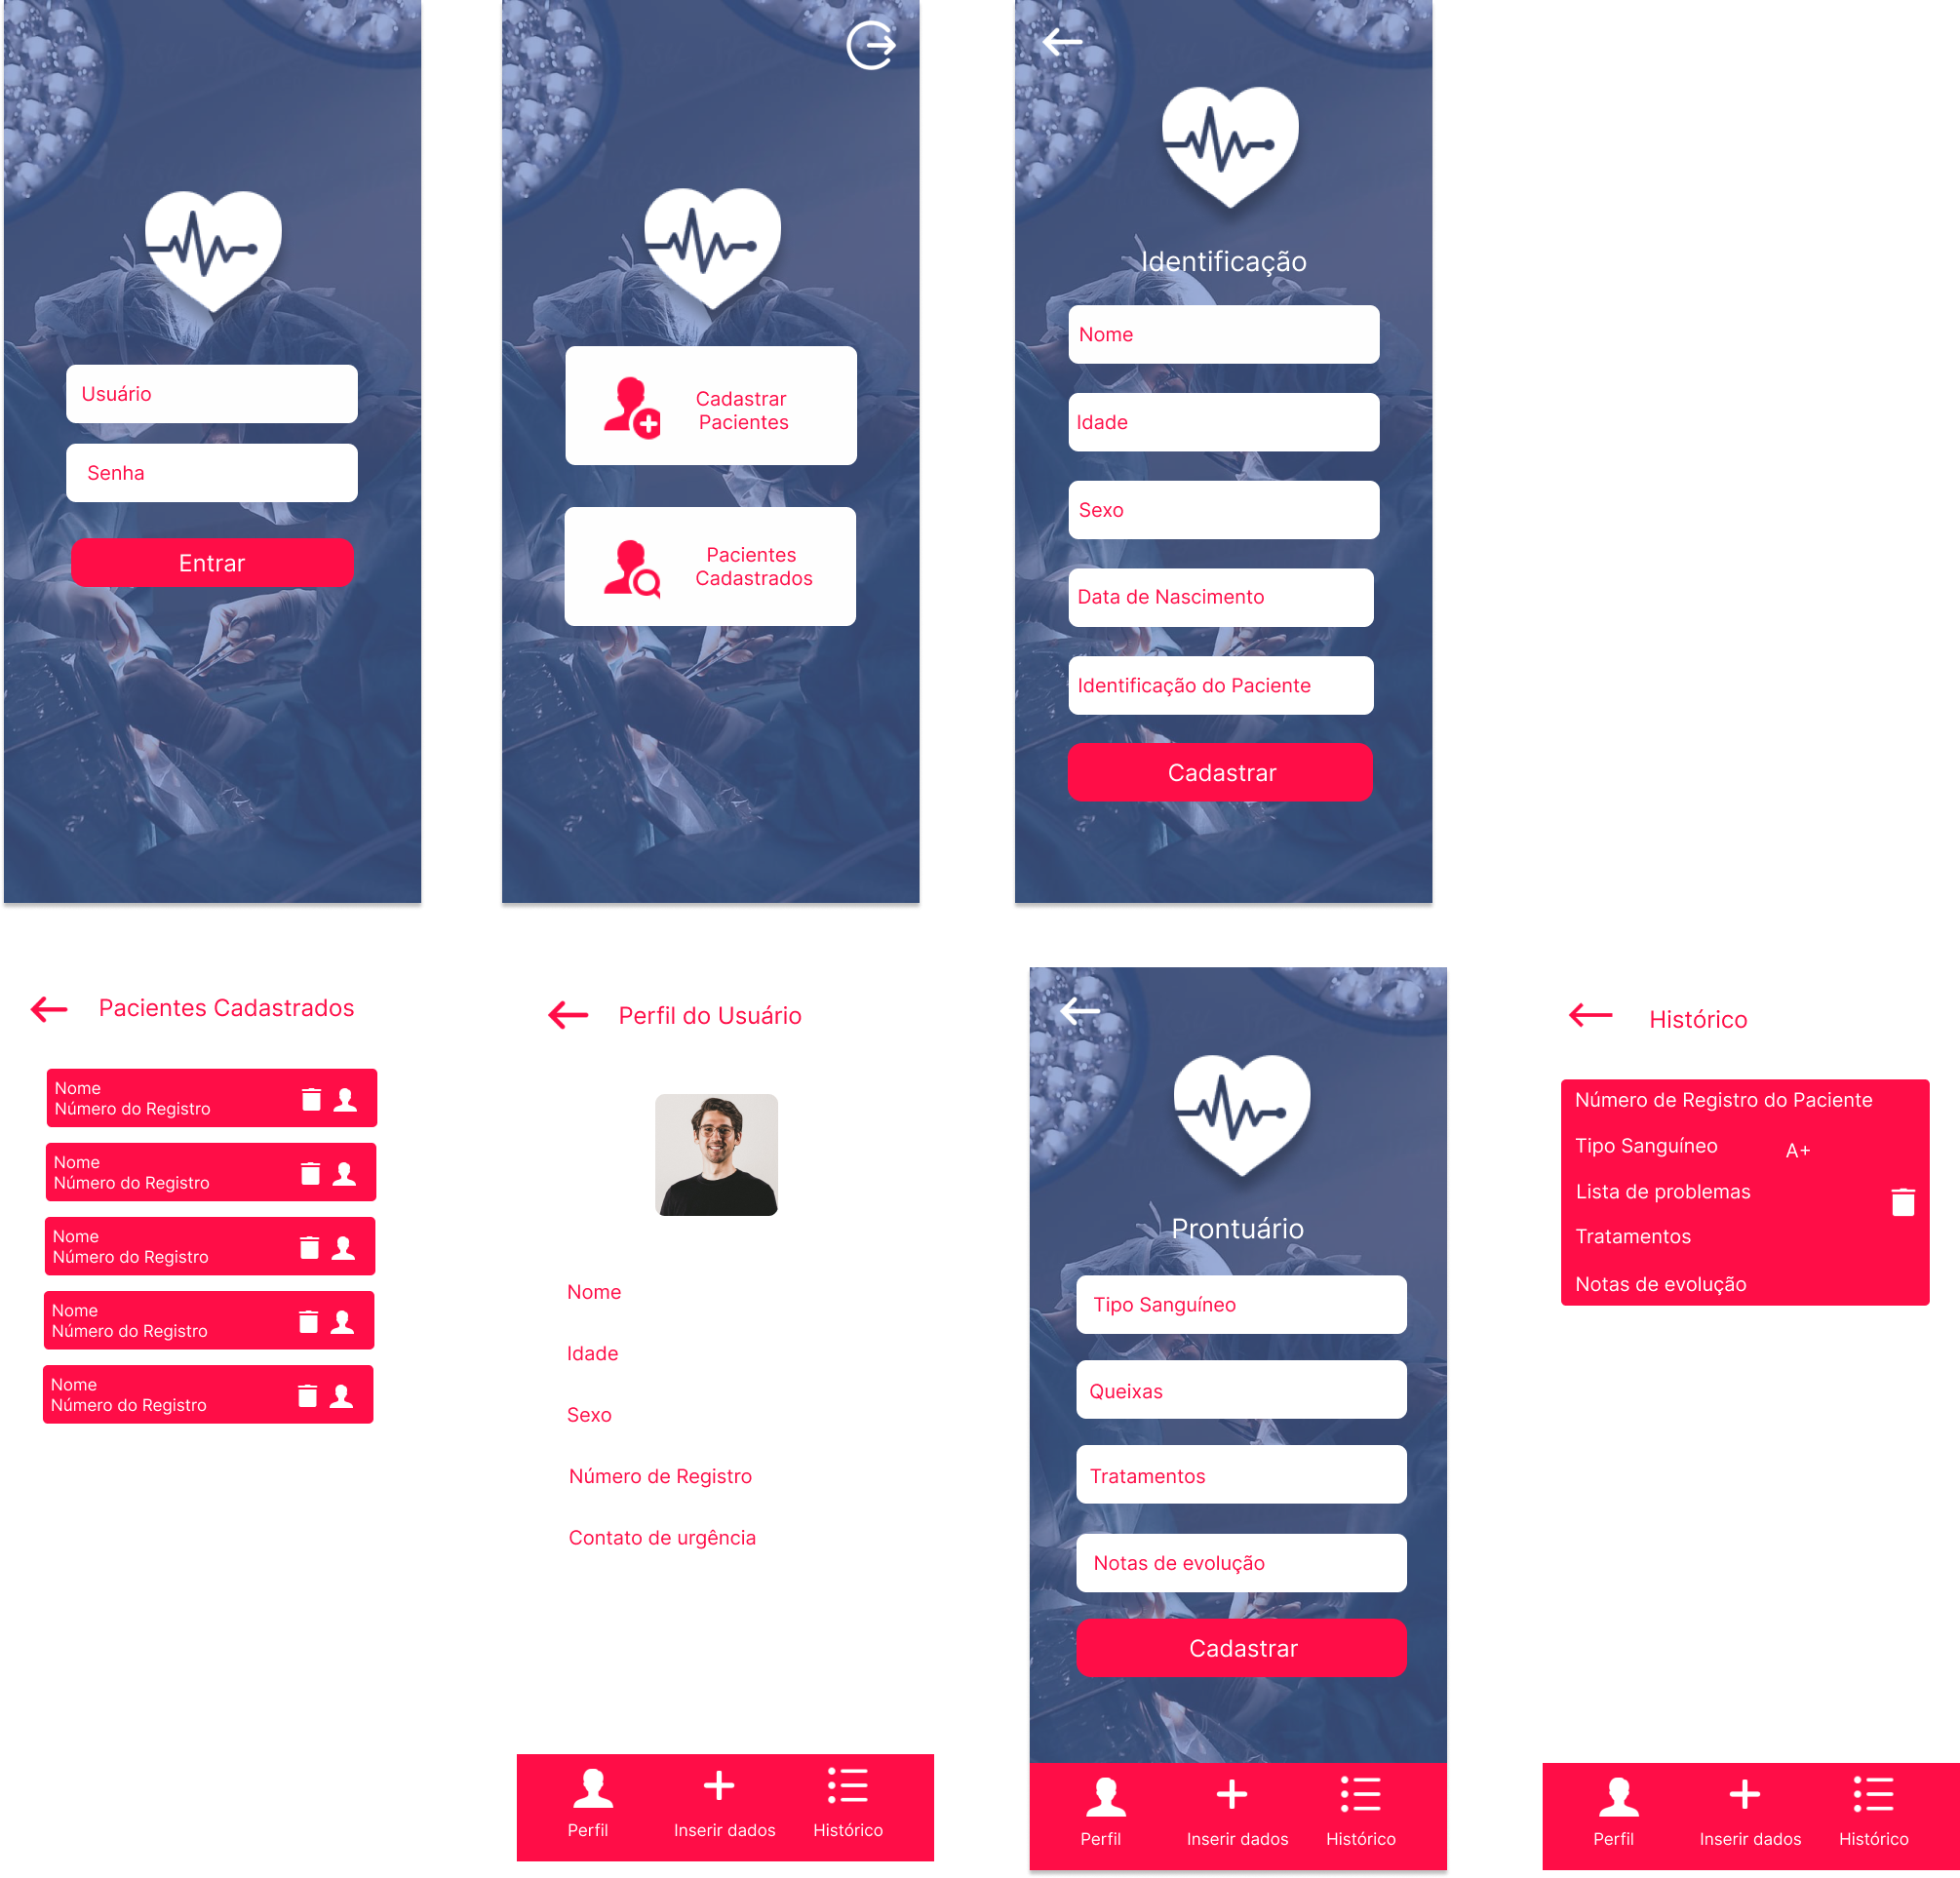 Usuário
Senha
Entrar
Cadastrar
Pacientes
Pacientes
Cadastrados
Identificação
Nome
Idade
Sexo
Data de Nascimento
Identificação do Paciente
Cadastrar
Pacientes Cadastrados
Nome
Número do Registro
Nome
Número do Registro
Nome
Número do Registro
Nome
Número do Registro
Nome
Número do Registro
Perfil do Usuário
Nome
Idade
Sexo
Número de Registro
Contato de urgência
Perfil
Inserir dados
Histórico
Prontuário
Tipo Sanguíneo
Queixas
Tratamentos
Notas de evolução
Cadastrar
Perfil
Inserir dados
Histórico
Histórico
Número de Registro do Paciente
Tipo Sanguíneo A+
Lista de problemas
Tratamentos
Notas de evolução
Perfil
Inserir dados
Histórico